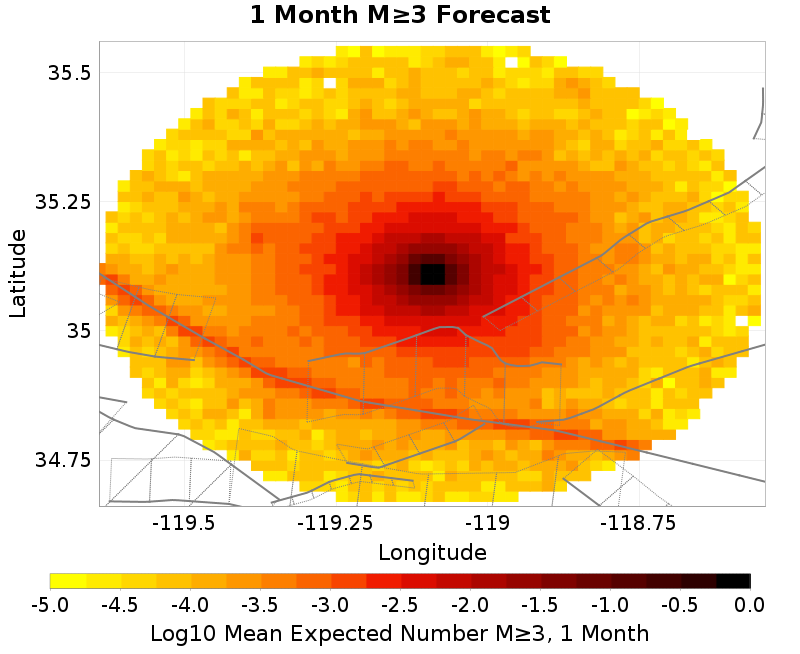 1 Month M≥3 Forecast
35.5
35.25
35
34.75
Latitude
-119.5 -119.25 -119 -118.75
Longitude
-5.0 -4.5 -4.0 -3.5 -3.0 -2.5 -2.0 -1.5 -1.0 -0.5 0.0
Log10 Mean Expected Number M≥3, 1 Month